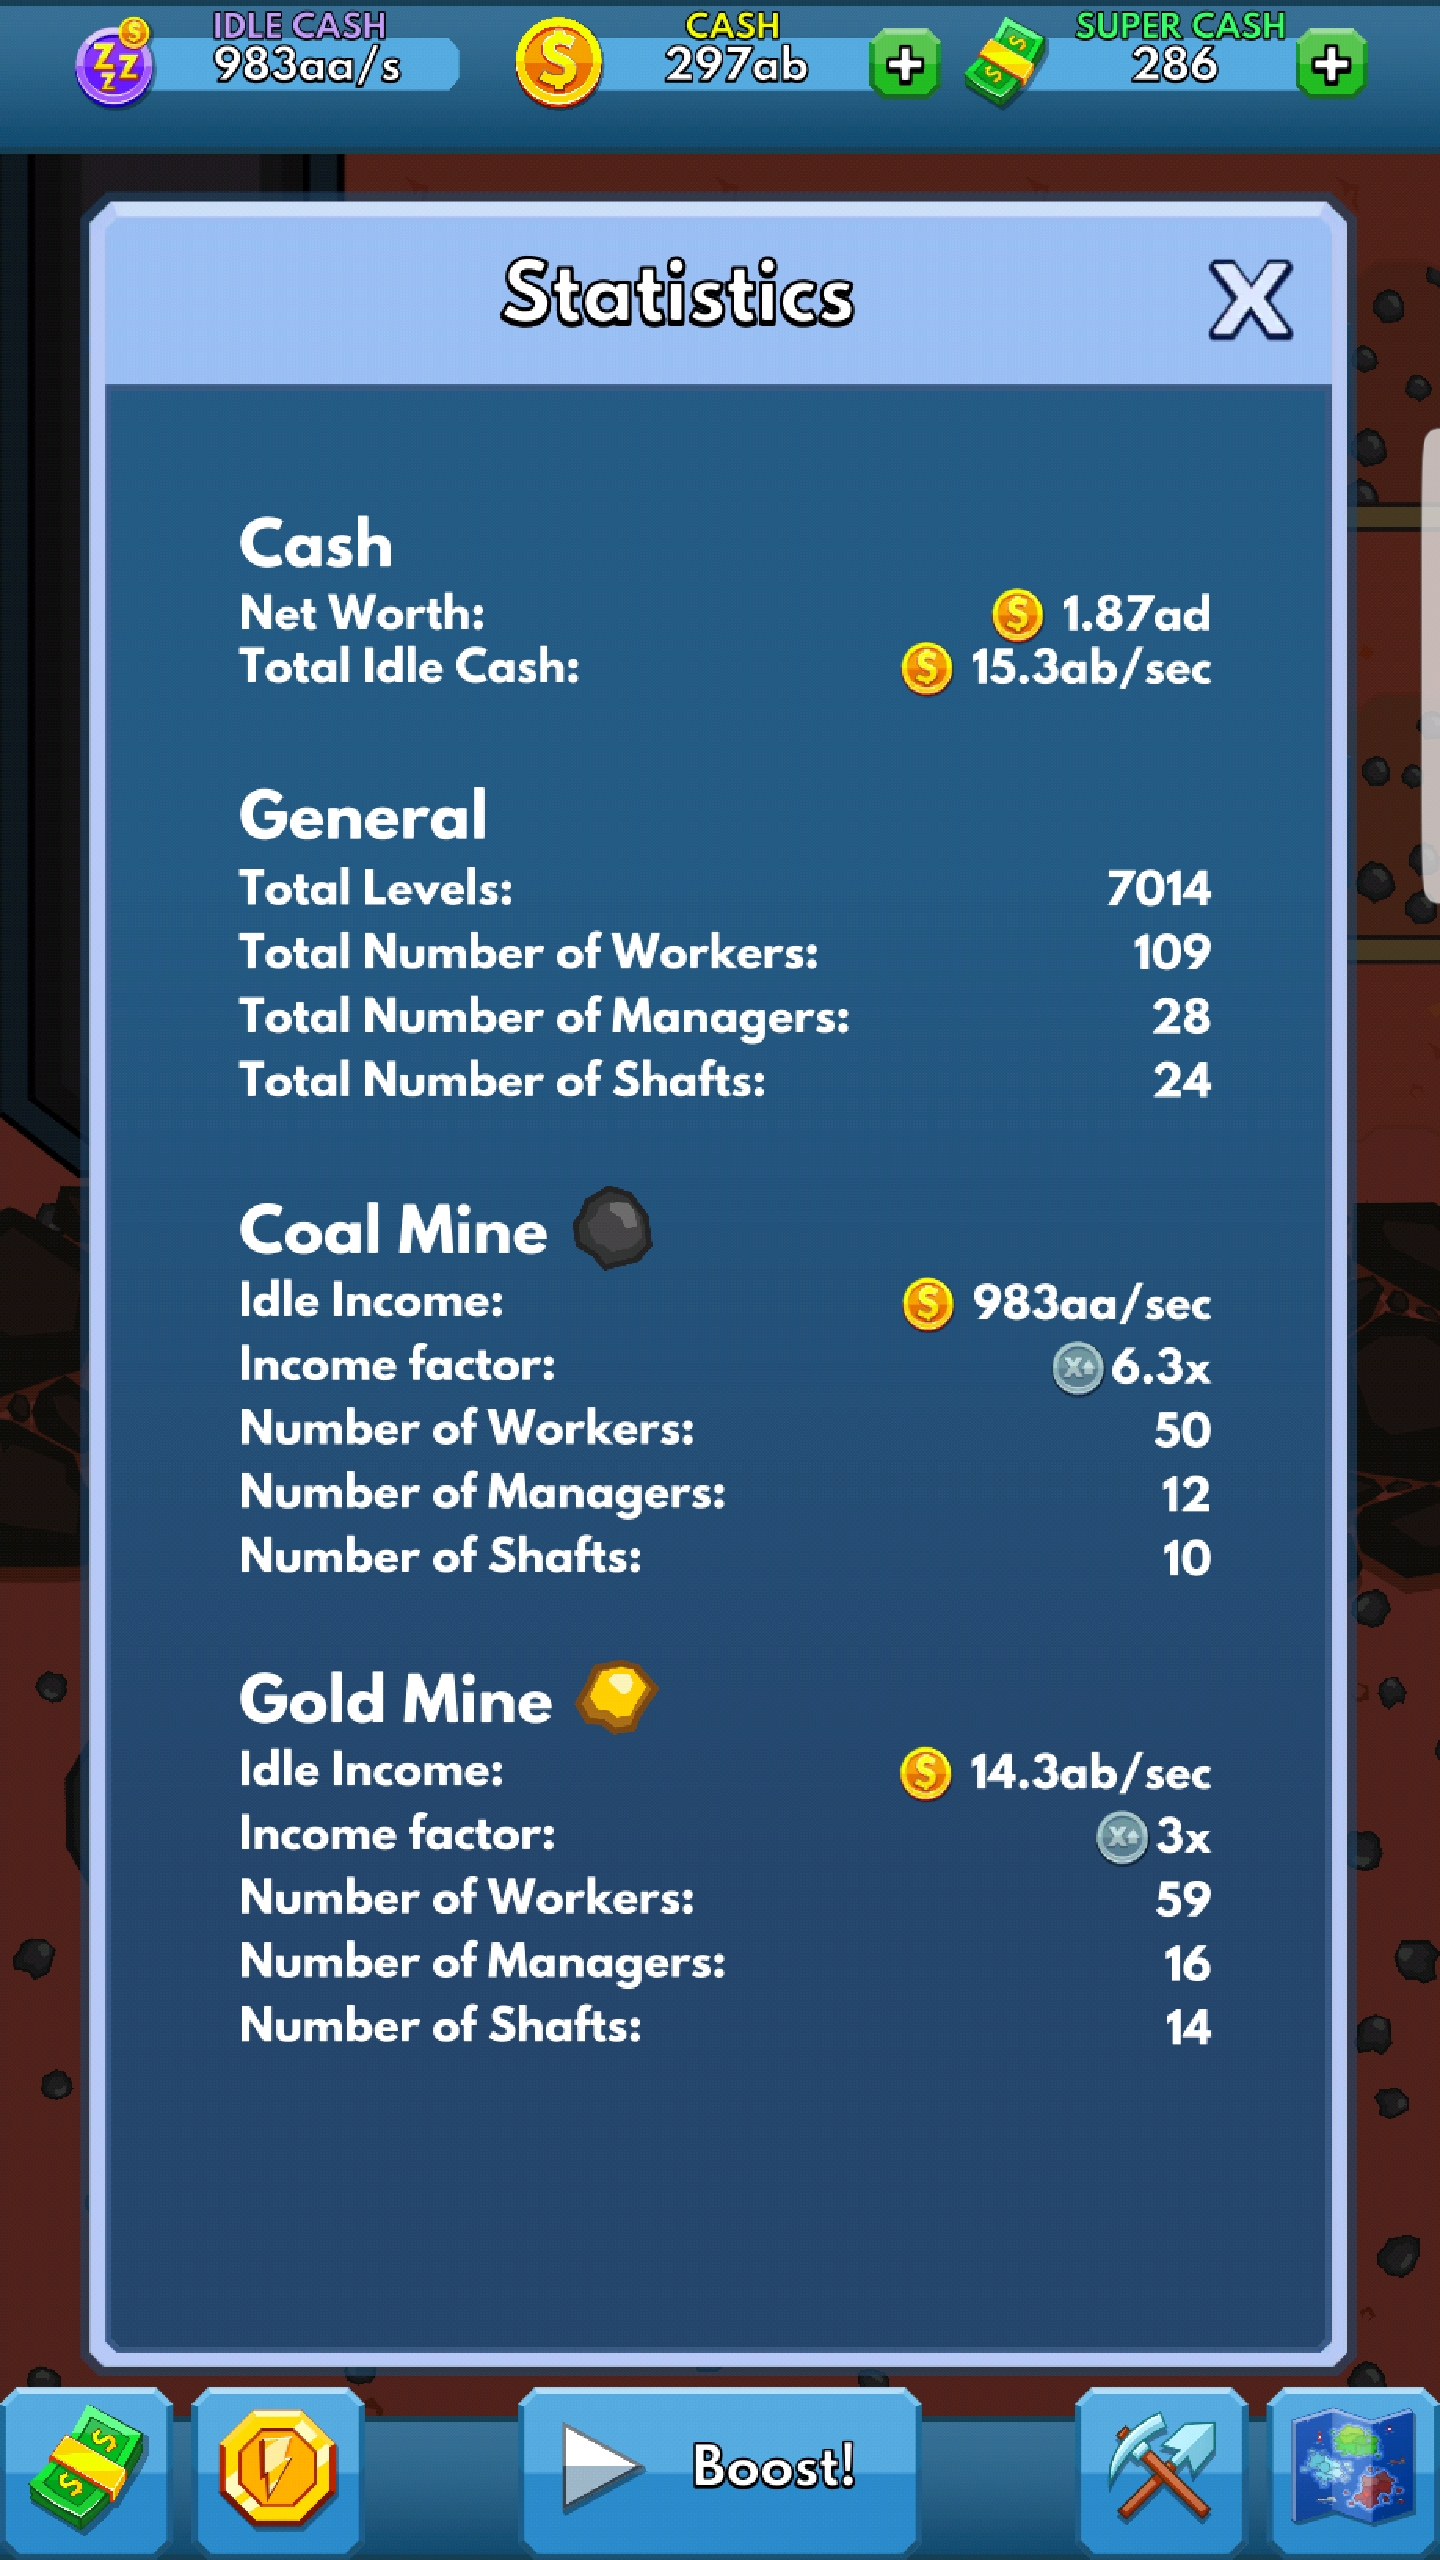 IDLE CASH CASH SUPER CASH
983aa/s 297ab 286
Statistics X
Cash
Net Worth: 1.87ad
Total Idle Cash: 15.3ab/sec
General
Total Levels: 7014
Total Number of Workers: 109
Total Number of Managers: 28
Total Number of Shafts: 24
Coal Mine
Idle Income: 983aa/sec
Income factor: 6.3x
Number of Workers: 50
Number of Managers: 12
Number of Shafts: 10
Gold Mine
Idle Income: 14.3ab/sec
Income factor: 3x
Number of Workers: 59
Number of Managers: 16
Number of Shafts: 14
Boost!